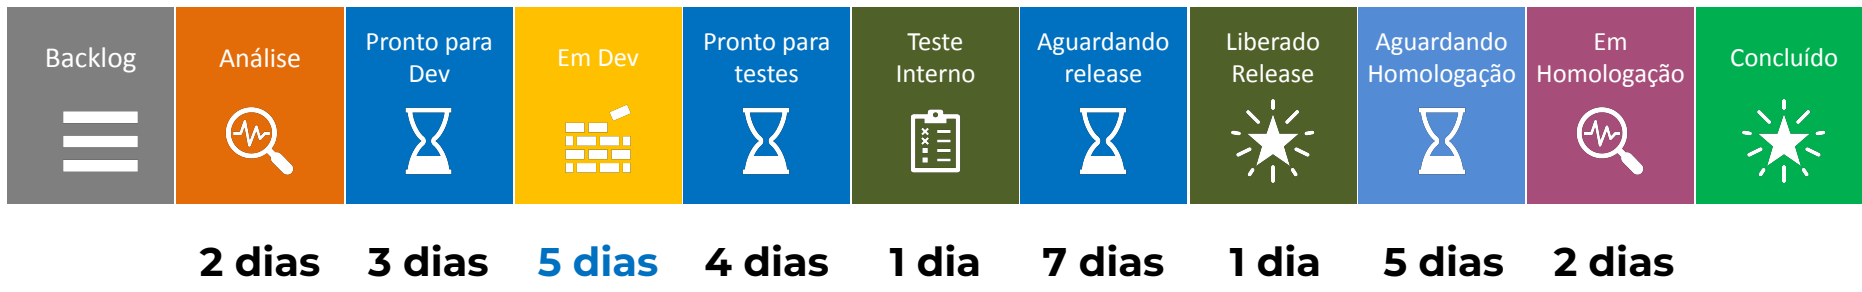 Backlog
Análise
Pronto para
Dev
Em Dev
Pronto para
testes
Teste
Interno
Aguardando
release
Liberado
Release
Aguardando
Homologação
Em
Homologação
Concluído
2 dias
3 dias
5 dias
4 dias
1 dia
7 dias
1 dia
5 dias
2 dias